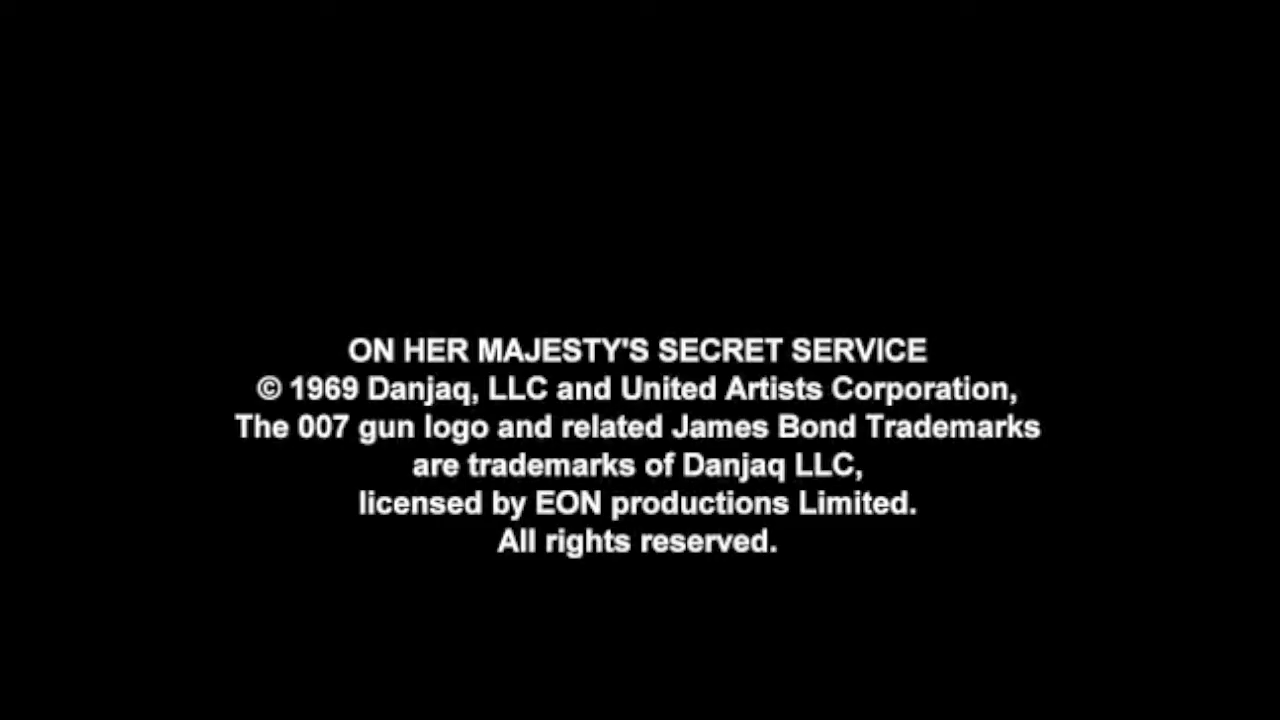 ON HER MAJESTY'S SECRET SERVICE
© 1969 Danjaq, LLC and United Artists Corporation,
The 007 gun logo and related James Bond Trademarks
are trademarks of Danjaq LLC,
licensed by EON productions Limited.
All rights reserved.